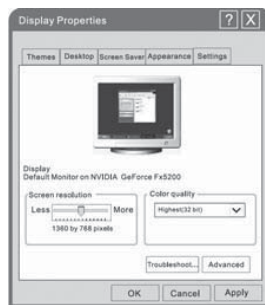 Display Properties
? X
Themes Desktop Screen Saver Appearance Settings
Display
Default Monitor on NVIDIA GeForce Fx5200
Screen resolution
Less More
1360 by 768 pixels
Color quality
Highest(32 bit)
Troubleshoot... Advanced
OK Cancel Apply